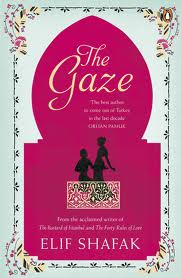 The
Gaze
'The best author
to come out of Turkey
in the last decade'
ORHAN PAMUK
From the acclaimed writer of
The Bastard of Istanbul and The Forty Rules of Love
ELIF SHAFAK